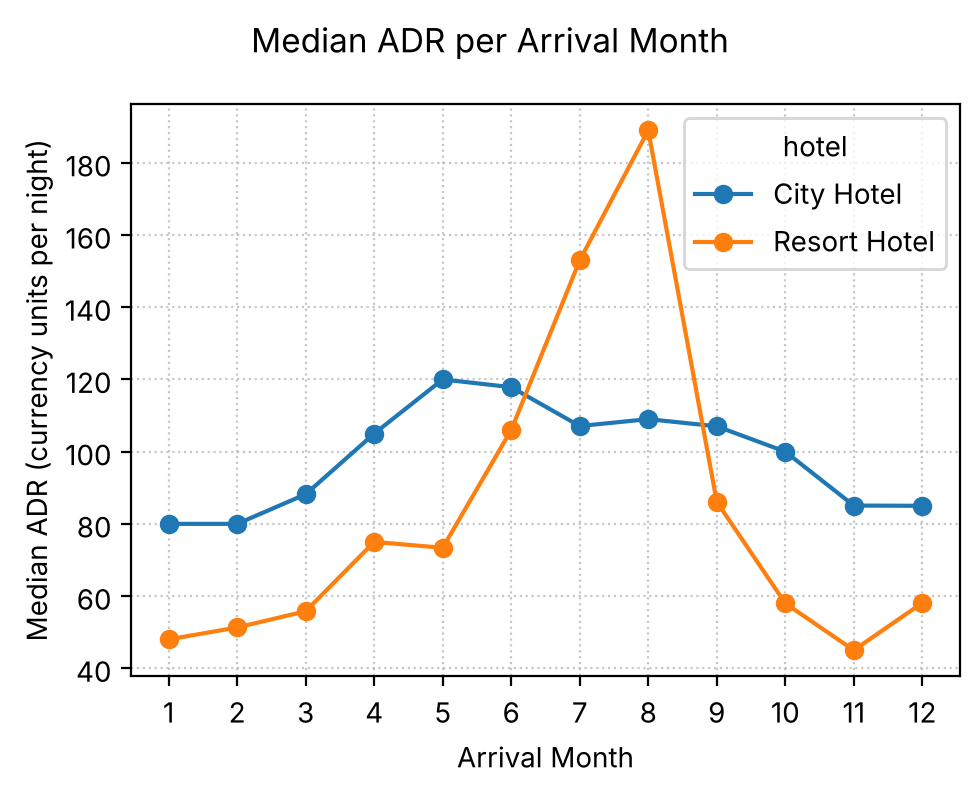 Median ADR per Arrival Month
hotel
City Hotel
Resort Hotel
Median ADR (currency units per night)
180
160
140
120
100
80
60
40
1 2 3 4 5 6 7 8 9 10 11 12
Arrival Month